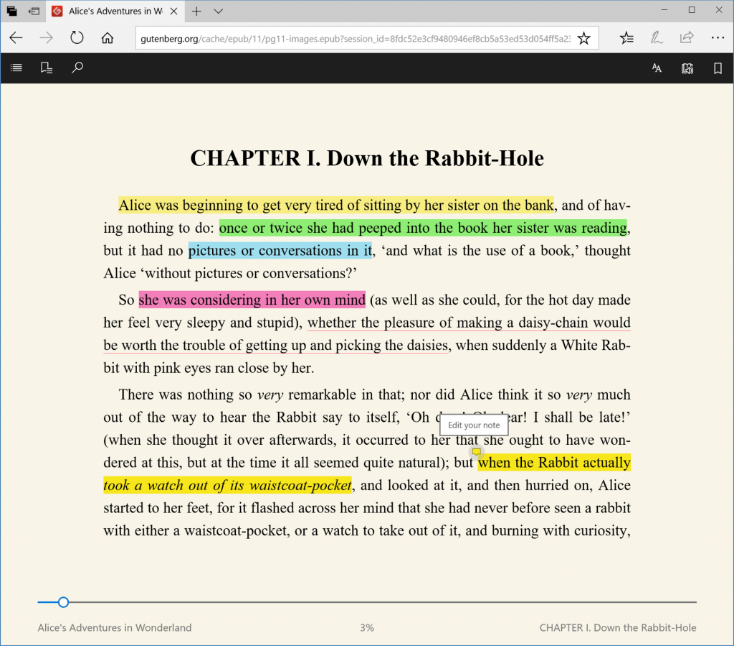 Alice's Adventures in W
gutenberg.org/cache/epub/11/pg11-images.epub?session_id=8fdc52e3cf9480946ef8cb5a53ed53d054ff5a2
CHAPTER I. Down the Rabbit-Hole
Alice was beginning to get very tired of sitting by her sister on the bank, and of hav-
ing nothing to do: once or twice she had peeped into the book her sister was reading,
but it had no pictures or conversations in it, ‘and what is the use of a book,’ thought
Alice ‘without pictures or conversations?’
So she was considering in her own mind (as well as she could, for the hot day made
her feel very sleepy and stupid), whether the pleasure of making a daisy-chain would
be worth the trouble of getting up and picking the daisies, when suddenly a White Rab-
bit with pink eyes ran close by her.
There was nothing so very remarkable in that; nor did Alice think it so very much
out of the way to hear the Rabbit say to itself, ‘Oh ear! I shall be late!’
Edit your note
(when she thought it over afterwards, it occurred to her that she ought to have won-
dered at this, but at the time it all seemed quite natural); but when the Rabbit actually
took a watch out of its waistcoat-pocket, and looked at it, and then hurried on, Alice
started to her feet, for it flashed across her mind that she had never before seen a rabbit
with either a waistcoat-pocket, or a watch to take out of it, and burning with curiosity,
Alice's Adventures in Wonderland
3%
CHAPTER I. Down the Rabbit-Hole